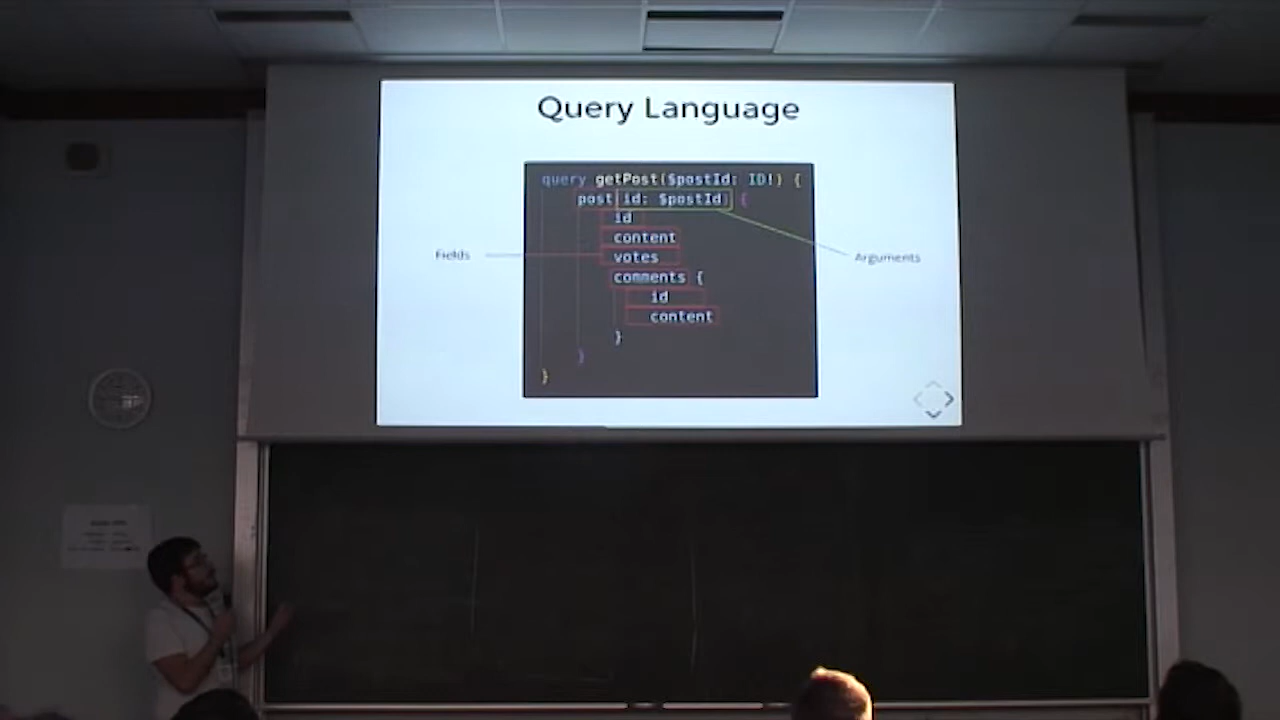 Query Language
query getPost($postId: ID!) {
post(id: $postId) {
id
content
votes
comments {
id
content
}
}
}
Fields
Arguments